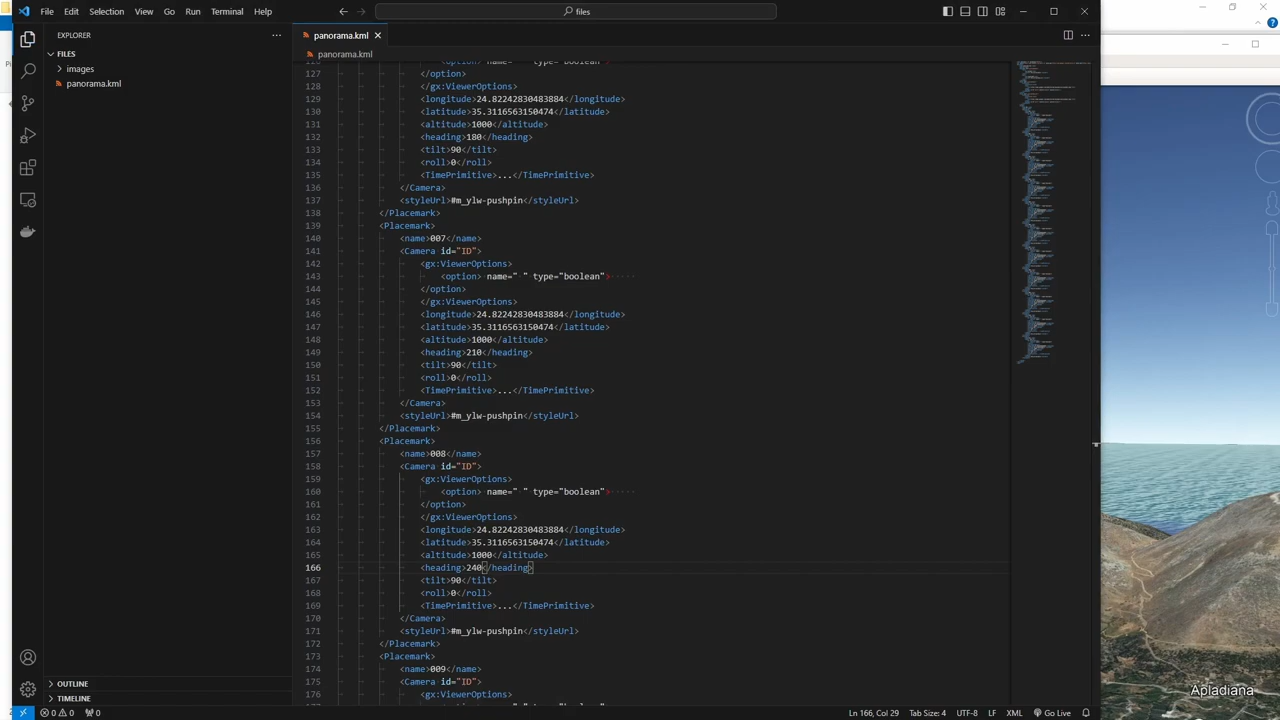 File Edit Selection View Go Run Terminal Help
files
EXPLORER
FILES
images
panorama.kml
panorama.kml
panorama.kml
127 </option>
128 </gx:ViewerOptions>
129 <longitude>24.82242830483884</longitude>
130 <latitude>35.3116563150474</latitude>
131 <altitude>1000</altitude>
132 <heading>180</heading>
133 <tilt>90</tilt>
134 <roll>0</roll>
135 <TimePrimitive>...</TimePrimitive>
136 </Camera>
137 <styleUrl>#m_ylw-pushpin</styleUrl>
138 </Placemark>
139 <Placemark>
140 <name>007</name>
141 <Camera id="ID">
142 <gx:ViewerOptions>
143 <option> name=" " type="boolean">
144 </option>
145 </gx:ViewerOptions>
146 <longitude>24.82242830483884</longitude>
147 <latitude>35.3116563150474</latitude>
148 <altitude>1000</altitude>
149 <heading>210</heading>
150 <tilt>90</tilt>
151 <roll>0</roll>
152 <TimePrimitive>...</TimePrimitive>
153 </Camera>
154 <styleUrl>#m_ylw-pushpin</styleUrl>
155 </Placemark>
156 <Placemark>
157 <name>008</name>
158 <Camera id="ID">
159 <gx:ViewerOptions>
160 <option> name=" " type="boolean">
161 </option>
162 </gx:ViewerOptions>
163 <longitude>24.82242830483884</longitude>
164 <latitude>35.3116563150474</latitude>
165 <altitude>1000</altitude>
166 <heading>240</heading>
167 <tilt>90</tilt>
168 <roll>0</roll>
169 <TimePrimitive>...</TimePrimitive>
170 </Camera>
171 <styleUrl>#m_ylw-pushpin</styleUrl>
172 </Placemark>
173 <Placemark>
174 <name>009</name>
175 <Camera id="ID">
176 <gx:ViewerOptions>
OUTLINE
TIMELINE
0 0 0
Ln 166, Col 29 Tab Size: 4 UTF-8 LF XML Go Live
Apladiana